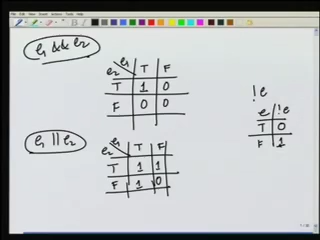 e1 && e2
e2 \ e1 | T | F
T | 1 | 0
F | 0 | 0
!e
e | !e
T | 0
F | 1
e1 || e2
e2 \ e1 | T | F
T | 1 | 1
F | 1 | 0